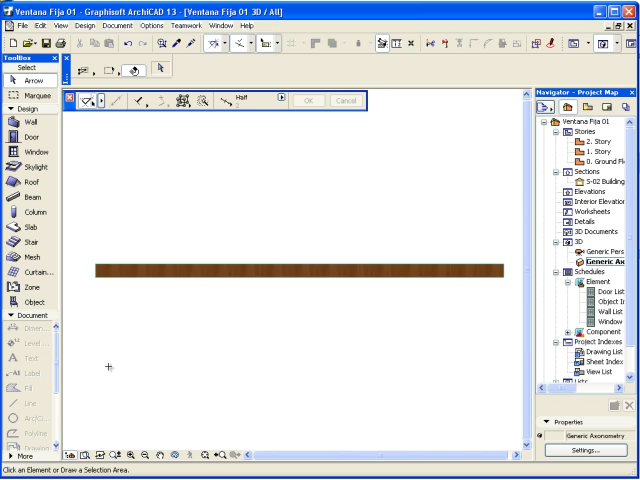 Ventana Fija 01 - Graphisoft ArchiCAD 13 - [Ventana Fija 01 3D / All]
File Edit View Design Document Options Teamwork Window Help
ToolBox
Select
Arrow
Marquee
Design
Wall
Door
Window
Skylight
Roof
Beam
Column
Slab
Stair
Mesh
Curtain...
Zone
Object
Document
Dimen...
Level ...
Text
Label
Fill
Line
Arc/Ci...
Polyline
Drawing
More
Half
2
OK
Cancel
Navigator - Project Map
Ventana Fija 01
Stories
2. Story
1. Story
0. Ground Fl
Sections
S-02 Building
Elevations
Interior Elevation
Worksheets
Details
3D Documents
3D
Generic Pers
Generic Axo
Schedules
Element
Door List
Object In
Wall List
Window
Component
Project Indexes
Drawing List
Sheet Index
View List
Lists
Properties
Generic Axonometry
Settings...
Click an Element or Draw a Selection Area.